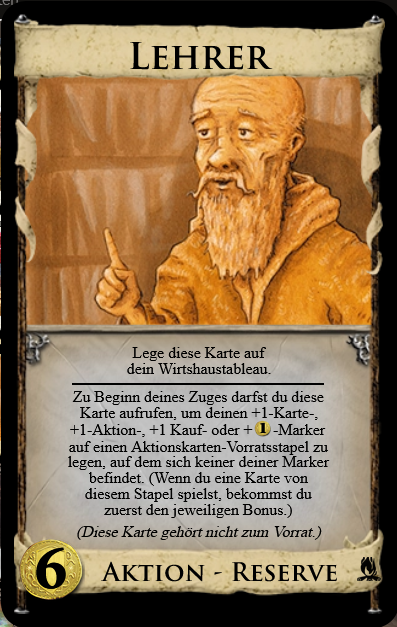 LEHRER
Lege diese Karte auf
dein Wirtshaustableau.
Zu Beginn deines Zuges darfst du diese
Karte aufrufen, um deinen +1-Karte-,
+1-Aktion-, +1 Kauf- oder + 1 -Marker
auf einen Aktionskarten-Vorratsstapel zu
legen, auf dem sich keiner deiner Marker
befindet. (Wenn du eine Karte von
diesem Stapel spielst, bekommst du
zuerst den jeweiligen Bonus.)
(Diese Karte gehört nicht zum Vorrat.)
6 AKTION - RESERVE